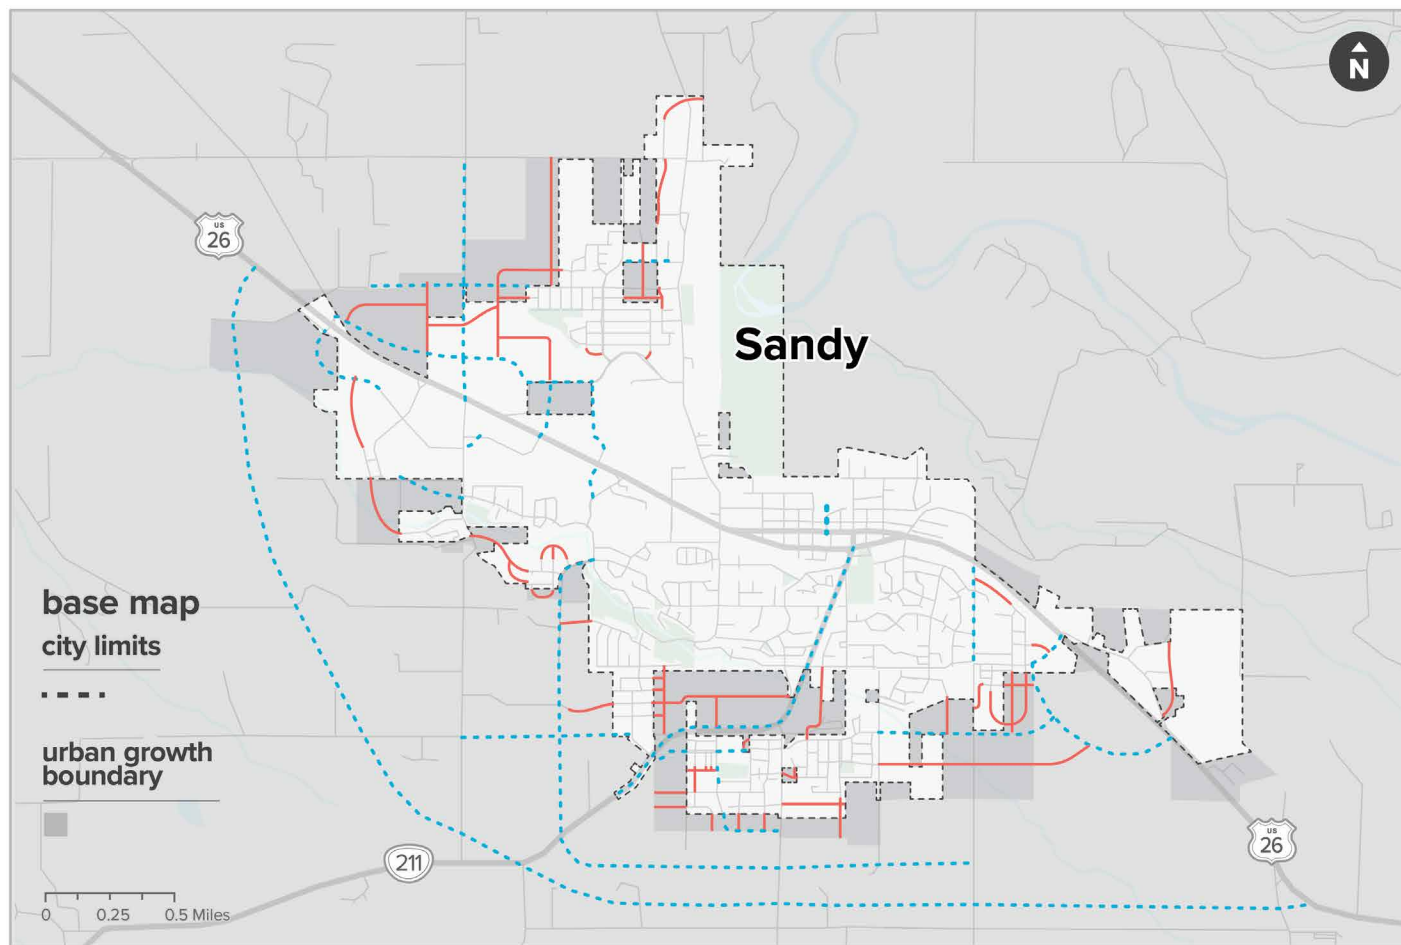 N
US
26
Sandy
base map
city limits
urban growth
boundary
211
US
26
0 0.25 0.5 Miles